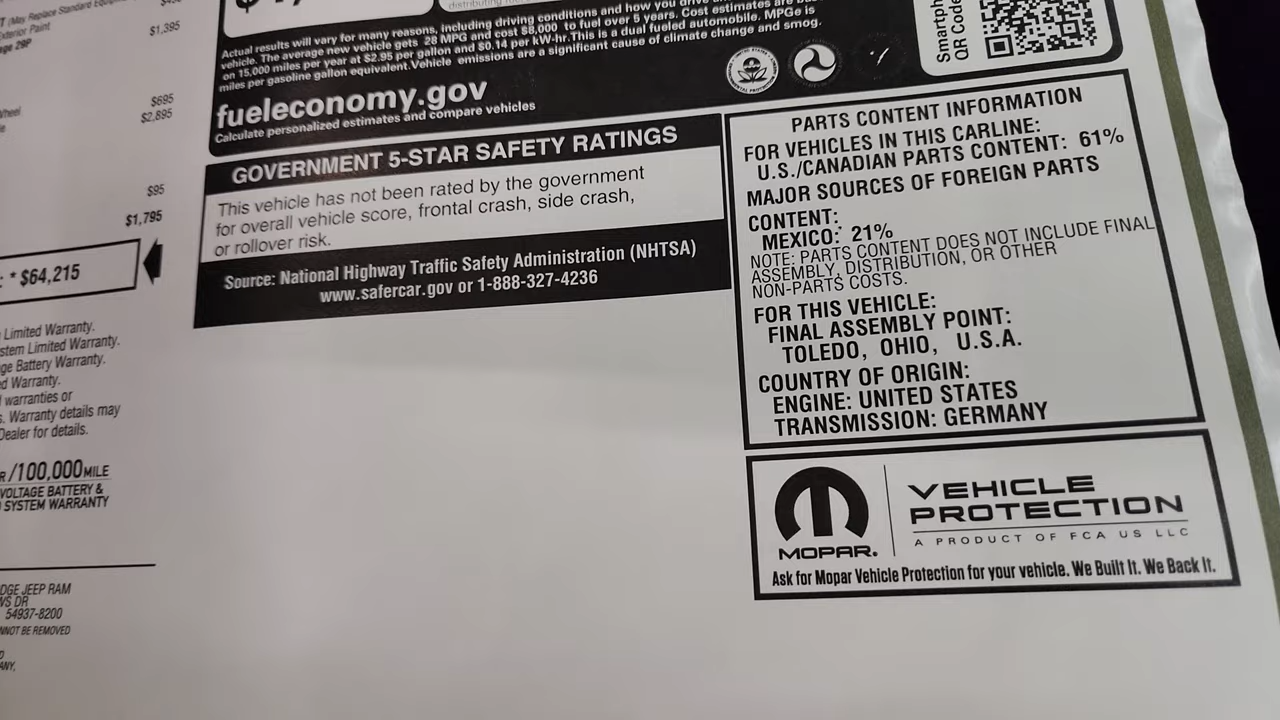 (May Replace Standard
Exterior Paint
$1,395
$695
$2,895
$95
$1,795
: * $64,215
Limited Warranty.
Limited Warranty.
Battery Warranty.
Warranty.
warranties or
Warranty details may
Dealer for details.
/100,000 MILE
VOLTAGE BATTERY &
SYSTEM WARRANTY
JEEP RAM
DR
54937-8200
BE REMOVED
Actual results will vary for many reasons, including driving conditions and how you drive
vehicle. The average new vehicle gets 28 MPG and cost $8,000 to fuel over 5 years. Cost estimates are
on 15,000 miles per year at $2.95 per gallon and $0.14 per kW-hr.This is a dual fueled automobile. MPGe is
miles per gasoline gallon equivalent.Vehicle emissions are a significant cause of climate change and smog.
fueleconomy.gov
Calculate personalized estimates and compare vehicles
QR Code
GOVERNMENT 5-STAR SAFETY RATINGS
This vehicle has not been rated by the government
for overall vehicle score, frontal crash, side crash,
or rollover risk.
Source: National Highway Traffic Safety Administration (NHTSA)
www.safercar.gov or 1-888-327-4236
PARTS CONTENT INFORMATION
FOR VEHICLES IN THIS CARLINE:
U.S./CANADIAN PARTS CONTENT: 61%
MAJOR SOURCES OF FOREIGN PARTS
CONTENT:
MEXICO: 21%
NOTE: PARTS CONTENT DOES NOT INCLUDE FINAL
ASSEMBLY, DISTRIBUTION, OR OTHER
NON-PARTS COSTS.
FOR THIS VEHICLE:
FINAL ASSEMBLY POINT:
TOLEDO, OHIO, U.S.A.
COUNTRY OF ORIGIN:
ENGINE: UNITED STATES
TRANSMISSION: GERMANY
MOPAR.
VEHICLE
PROTECTION
A PRODUCT OF FCA US LLC
Ask for Mopar Vehicle Protection for your vehicle. We Built It. We Back It.